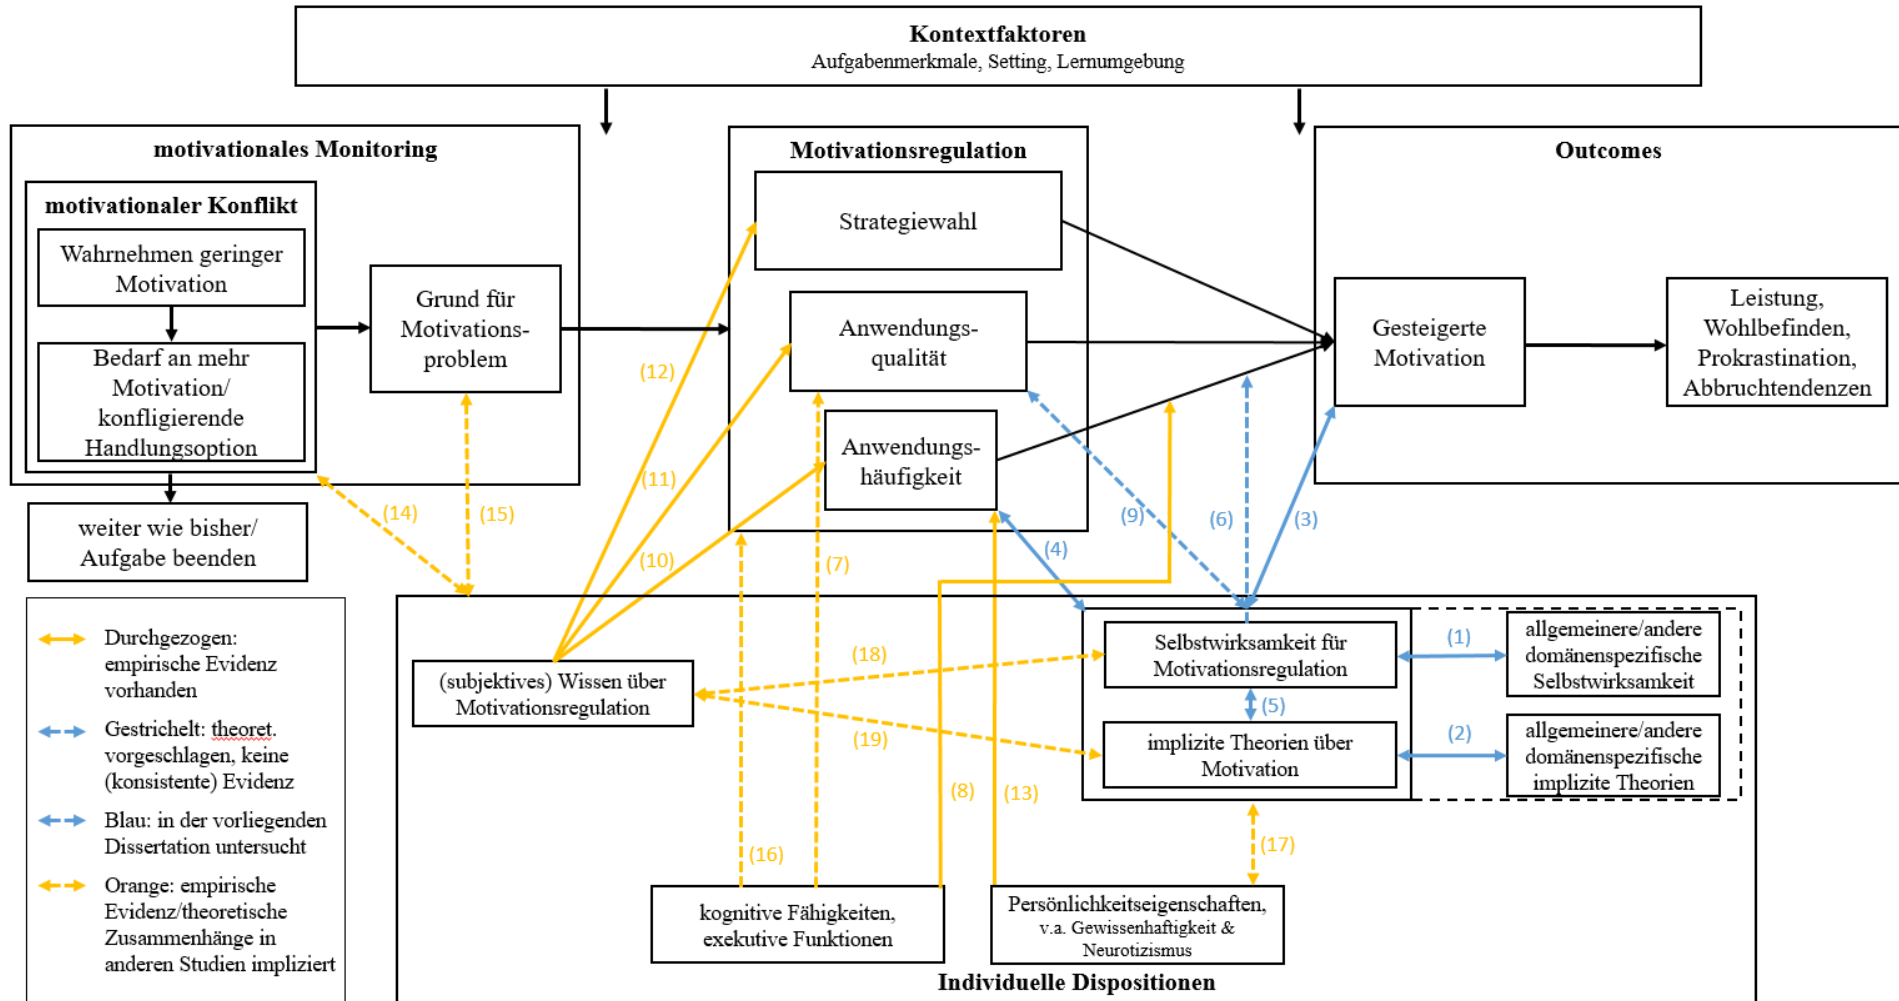 Kontextfaktoren
Aufgabenmerkmale, Setting, Lernumgebung
motivationales Monitoring
motivationaler Konflikt
Wahrnehmen geringer
Motivation
Bedarf an mehr
Motivation/
konfligierende
Handlungsoption
Grund für
Motivations-
problem
weiter wie bisher/
Aufgabe beenden
Motivationsregulation
Strategiewahl
Anwendungs-
qualität
Anwendungs-
häufigkeit
Outcomes
Gesteigerte
Motivation
Leistung,
Wohlbefinden,
Prokrastination,
Abbruchtendenzen
(12)
(11)
(10)
(14)
(15)
(7)
(4)
(9)
(6)
(3)
Durchgezogen:
empirische Evidenz
vorhanden
Gestrichelt: theoret.
vorgeschlagen, keine
(konsistente) Evidenz
Blau: in der vorliegenden
Dissertation untersucht
Orange: empirische
Evidenz/theoretische
Zusammenhänge in
anderen Studien impliziert
(subjektives) Wissen über
Motivationsregulation
(18)
(19)
Selbstwirksamkeit für
Motivationsregulation
(5)
implizite Theorien über
Motivation
(1)
(2)
allgemeinere/andere
domänenspezifische
Selbstwirksamkeit
allgemeinere/andere
domänenspezifische
implizite Theorien
(8)
(13)
(16)
(17)
kognitive Fähigkeiten,
exekutive Funktionen
Persönlichkeitseigenschaften,
v.a. Gewissenhaftigkeit &
Neurotizismus
Individuelle Dispositionen